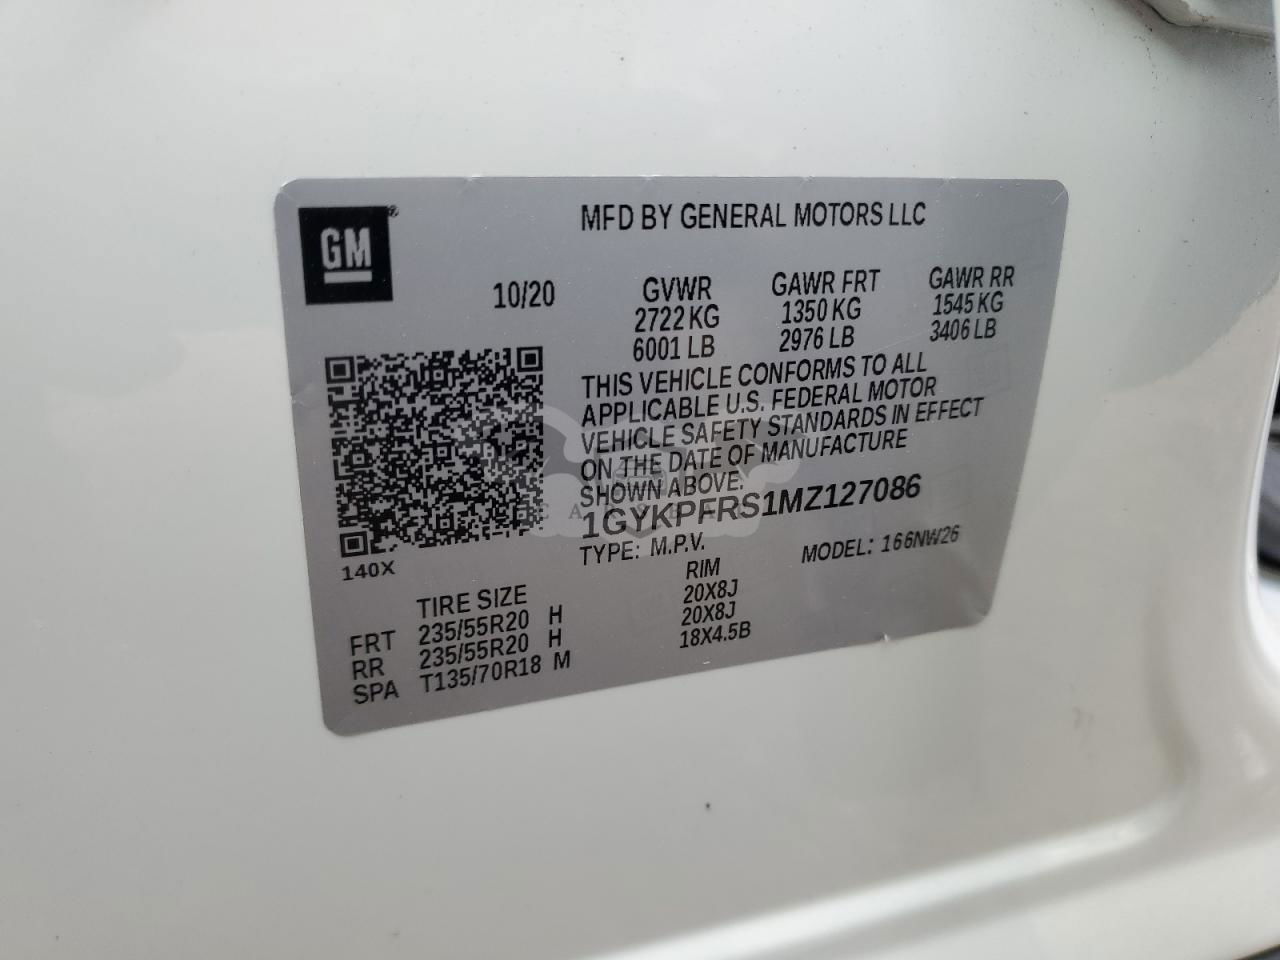 GM®
MFD BY GENERAL MOTORS LLC
10/20
GVWR GAWR FRT GAWR RR
2722 KG 1350 KG 1545 KG
6001 LB 2976 LB 3406 LB
THIS VEHICLE CONFORMS TO ALL
APPLICABLE U.S. FEDERAL MOTOR
VEHICLE SAFETY STANDARDS IN EFFECT
ON THE DATE OF MANUFACTURE
SHOWN ABOVE.
1GYKPFRS1MZ127086
TYPE: M.P.V. MODEL: 166NW26
140X
TIRE SIZE RIM
FRT 235/55R20 H 20X8J
RR 235/55R20 H 20X8J
SPA T135/70R18 M 18X4.5B